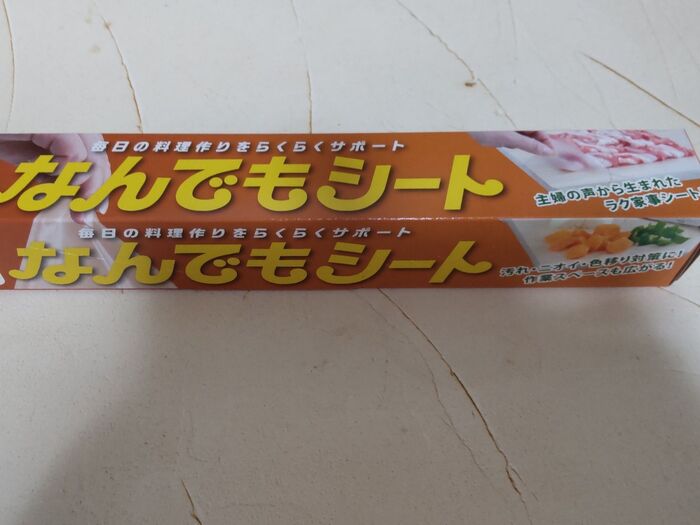 毎日の料理作りをらくらくサポート
なんでもシート
主婦の声から生まれた
ラク家事シート
毎日の料理作りをらくらくサポート
なんでもシート
汚れ・ニオイ・色移り対策に!
作業スペースも広がる!